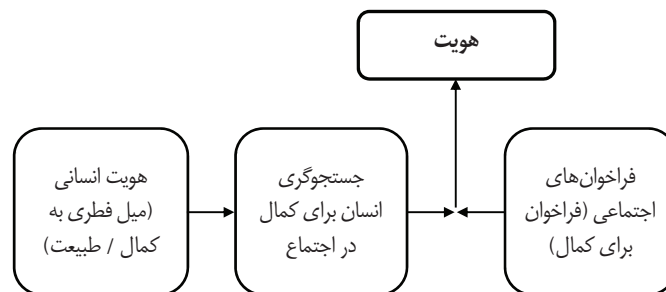 هویت
هویت انسانی
(میل فطری به
کمال / طبیعت)
جستجوگری
انسان برای کمال
در اجتماع
فراخوان‌های
اجتماعی (فراخوان
برای کمال)